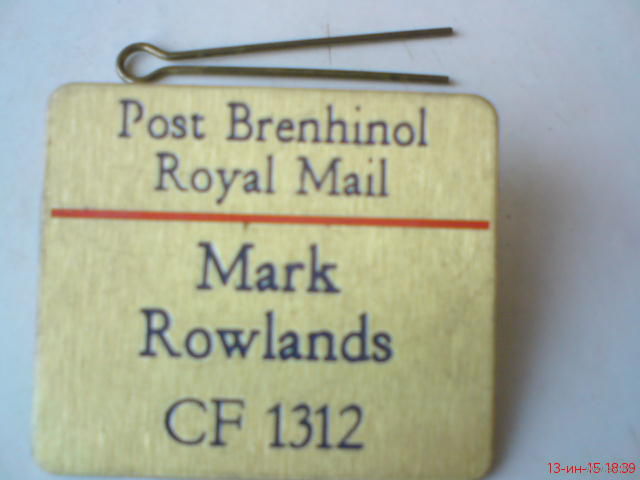 Post Brenhinol
Royal Mail
Mark
Rowlands
CF 1312
13-ин-15 18:39